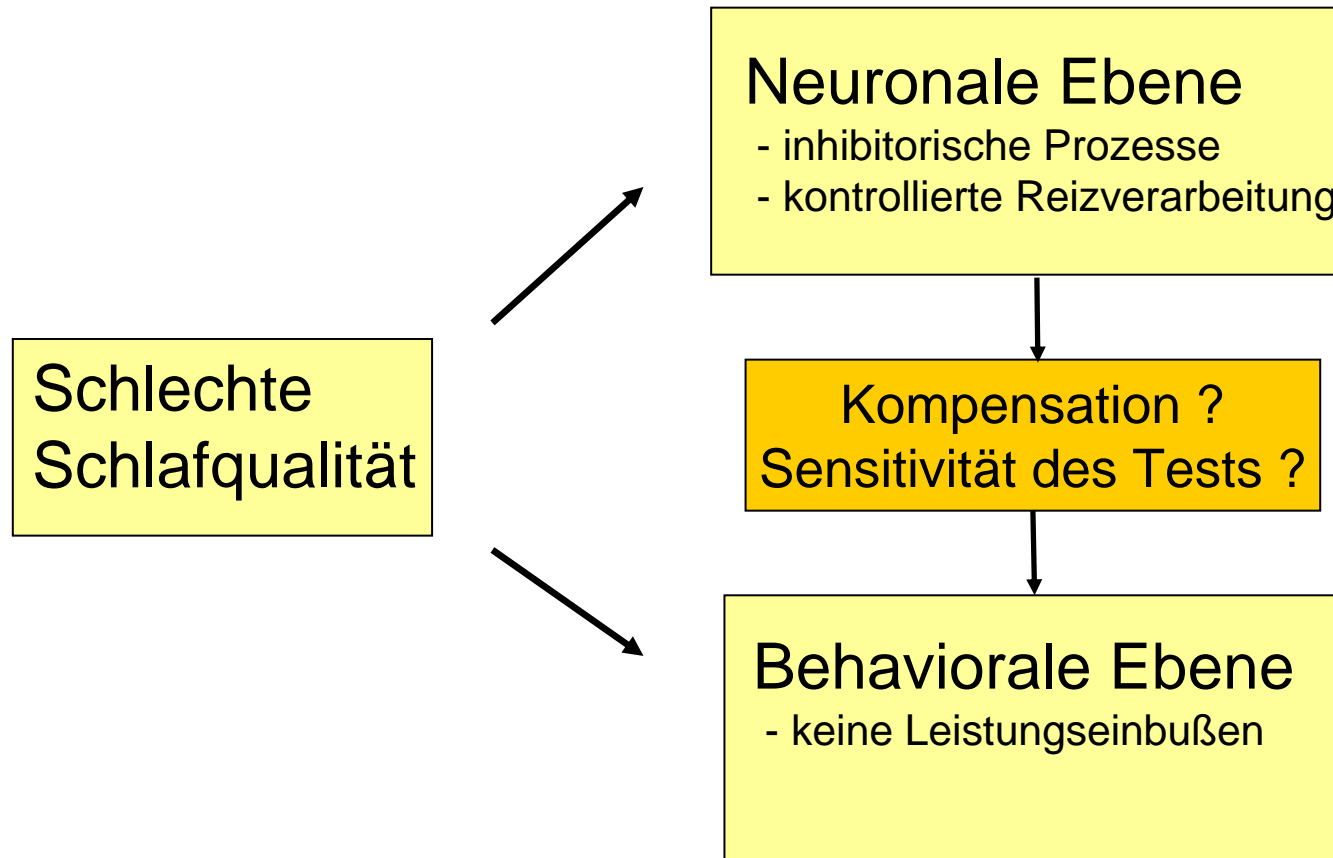 Neuronale Ebene
- inhibitorische Prozesse
- kontrollierte Reizverarbeitung
Schlechte
Schlafqualität
Kompensation ?
Sensitivität des Tests ?
Behaviorale Ebene
- keine Leistungseinbußen